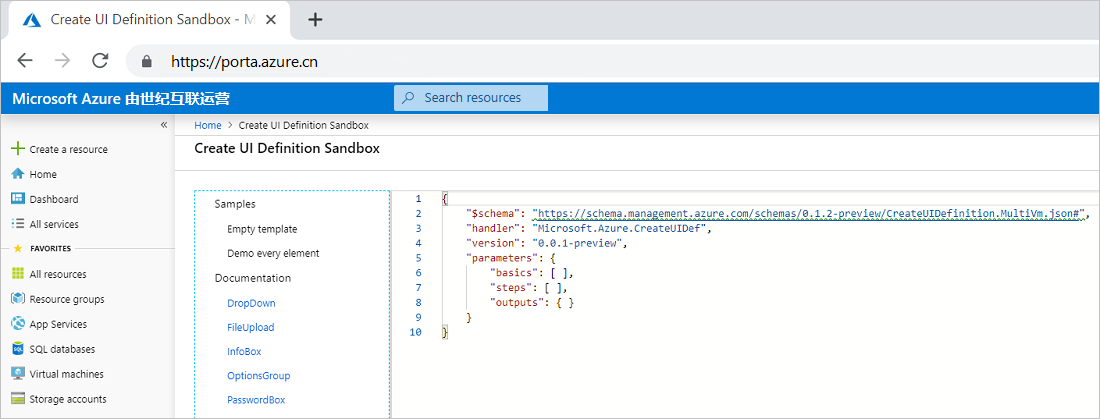 Create UI Definition Sandbox - M
https://porta.azure.cn
Microsoft Azure 由世纪互联运营
Search resources
Home > Create UI Definition Sandbox
Create UI Definition Sandbox
Create a resource
Home
Dashboard
All services
FAVORITES
All resources
Resource groups
App Services
SQL databases
Virtual machines
Storage accounts
Samples
Empty template
Demo every element
Documentation
DropDown
FileUpload
InfoBox
OptionsGroup
PasswordBox
1 {
2 "$schema": "https://schema.management.azure.com/schemas/0.1.2-preview/CreateUIDefinition.MultiVm.json#",
3 "handler": "Microsoft.Azure.CreateUIDef",
4 "version": "0.0.1-preview",
5 "parameters": {
6 "basics": [ ],
7 "steps": [ ],
8 "outputs": { }
9 }
10 }